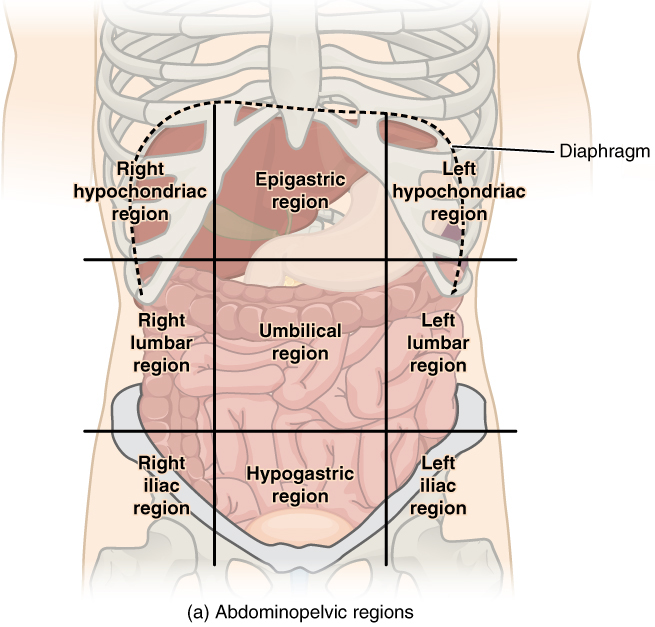 Diaphragm
Right
hypochondriac
region
Epigastric
region
Left
hypochondriac
region
Right
lumbar
region
Umbilical
region
Left
lumbar
region
Right
iliac
region
Hypogastric
region
Left
iliac
region
(a) Abdominopelvic regions